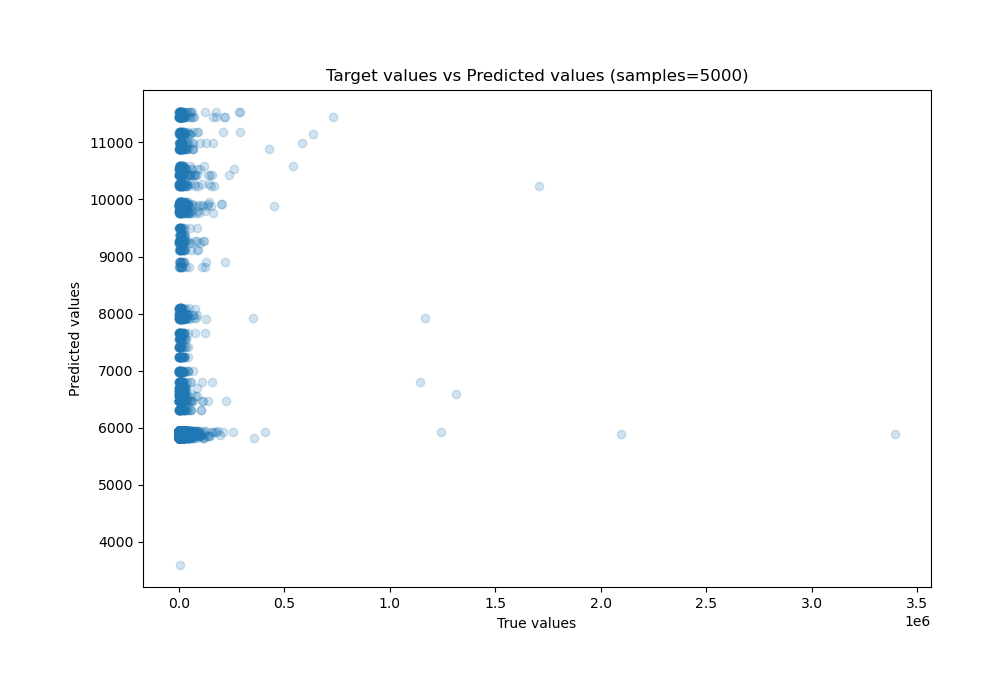 Target values vs Predicted values (samples=5000)
Predicted values
11000
10000
9000
8000
7000
6000
5000
4000
0.0 0.5 1.0 1.5 2.0 2.5 3.0 3.5
1e6
True values